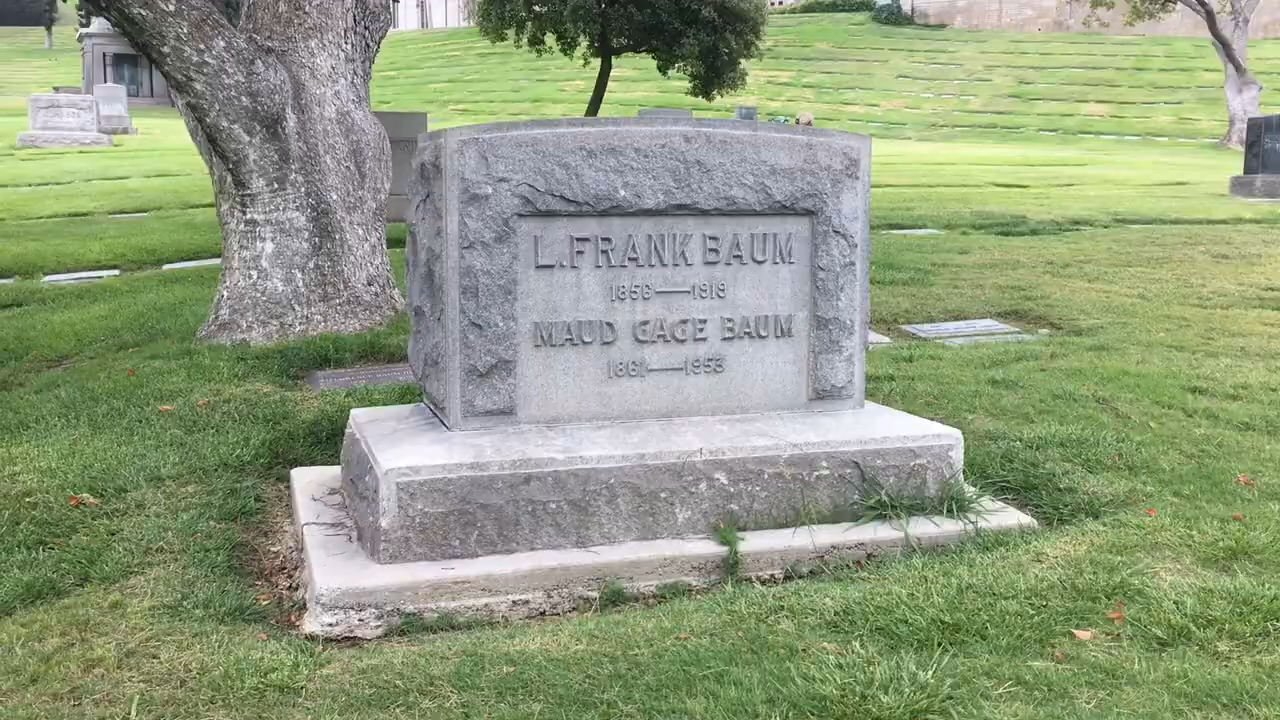 L. FRANK BAUM
1856—1919
MAUD GAGE BAUM
1861—1953